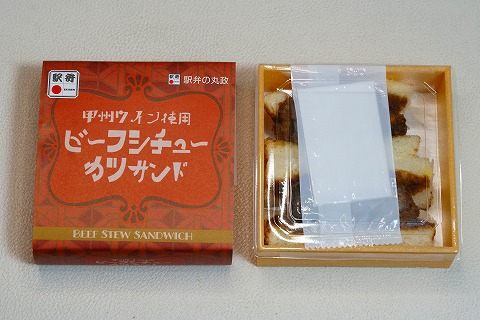 駅弁
駅弁の丸政
甲州ワイン使用
ビーフシチュー
カツサンド
BEEF STEW SANDWICH